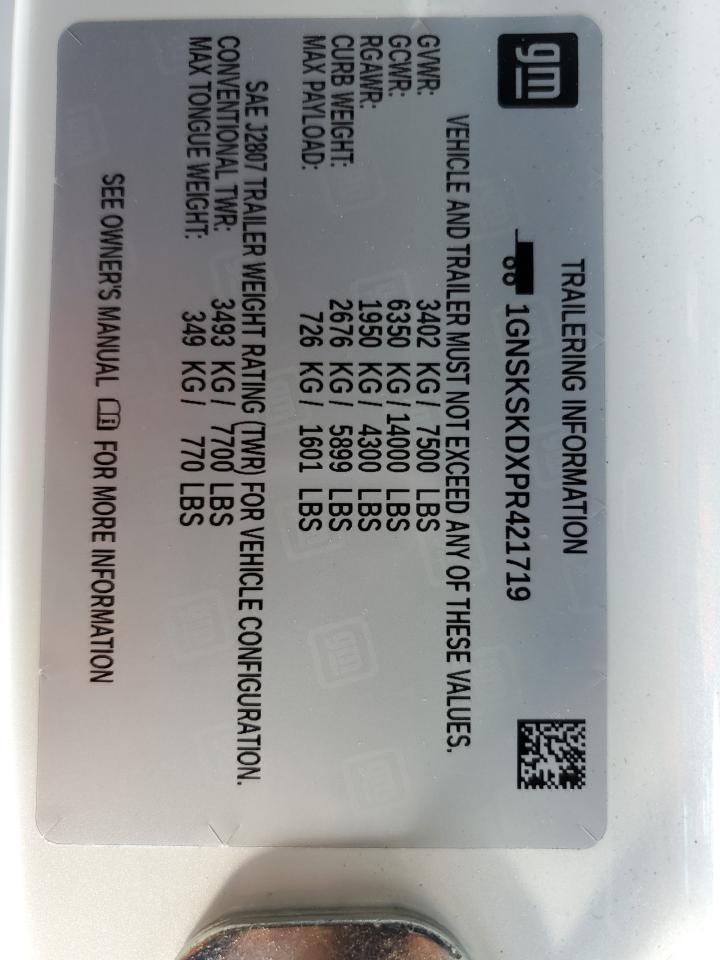 gm
TRAILERING INFORMATION
1GNSKSKDXPR421719
VEHICLE AND TRAILER MUST NOT EXCEED ANY OF THESE VALUES.
GVWR: 3402 KG / 7500 LBS
GCWR: 6350 KG / 14000 LBS
RGAWR: 1950 KG / 4300 LBS
CURB WEIGHT: 2676 KG / 5899 LBS
MAX PAYLOAD: 726 KG / 1601 LBS
SAE J2807 TRAILER WEIGHT RATING (TWR) FOR VEHICLE CONFIGURATION.
CONVENTIONAL TWR: 3493 KG / 7700 LBS
MAX TONGUE WEIGHT: 349 KG / 770 LBS
SEE OWNER'S MANUAL FOR MORE INFORMATION